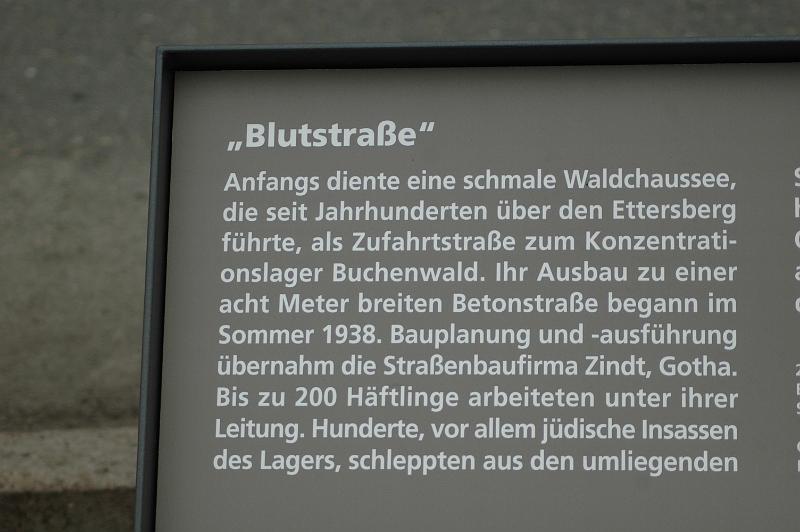 „Blutstraße“
Anfangs diente eine schmale Waldchaussee,
die seit Jahrhunderten über den Ettersberg
führte, als Zufahrtstraße zum Konzentrati-
onslager Buchenwald. Ihr Ausbau zu einer
acht Meter breiten Betonstraße begann im
Sommer 1938. Bauplanung und -ausführung
übernahm die Straßenbaufirma Zindt, Gotha.
Bis zu 200 Häftlinge arbeiteten unter ihrer
Leitung. Hunderte, vor allem jüdische Insassen
des Lagers, schleppten aus den umliegenden